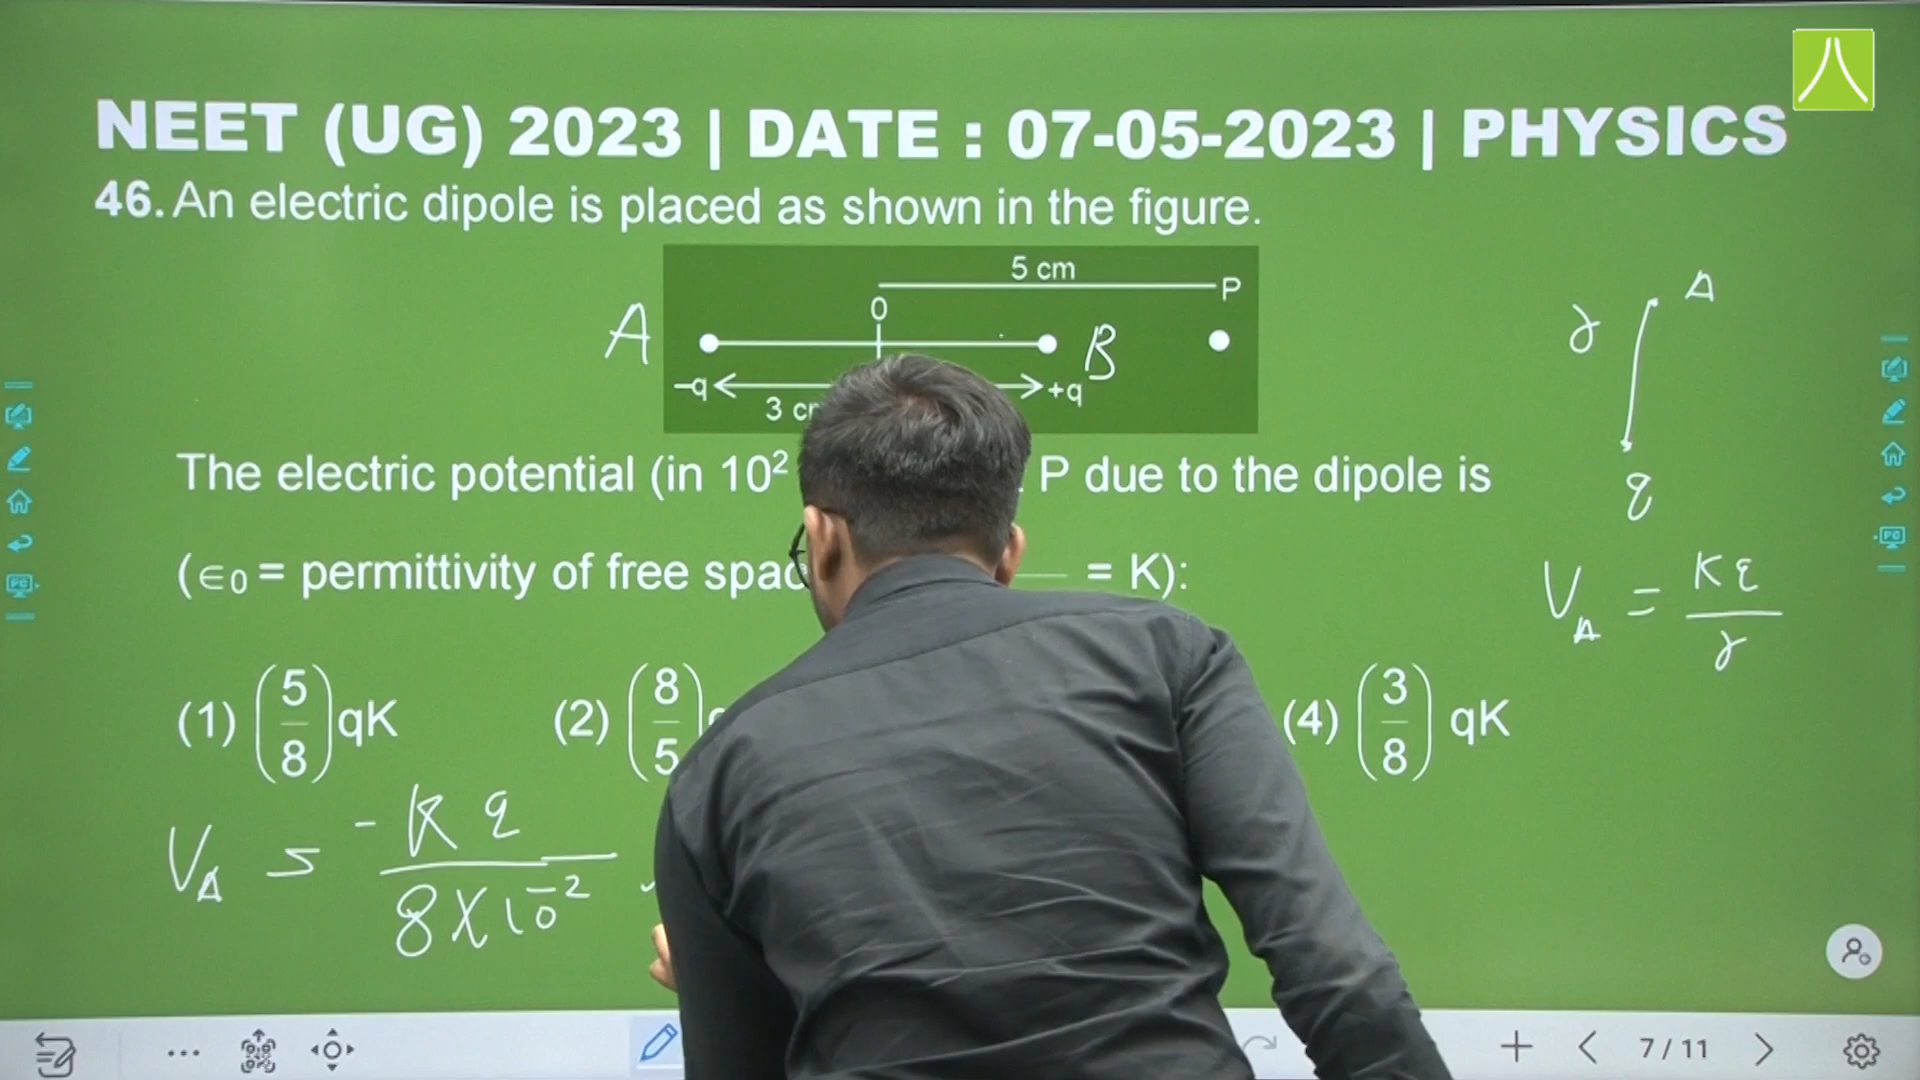 NEET (UG) 2023 | DATE : 07-05-2023 | PHYSICS
46. An electric dipole is placed as shown in the figure.
5 cm
P
0
A
B
-q
+q
3
The electric potential (in 10² P due to the dipole is
(∈0 = permittivity of free = K):
(1) (5/8) qK
(2) (8/5)
(4) (3/8) qK
V_A = -Kq / 8×10⁻²
r
A
q
V_A = Kq / r
PC
PC
7 / 11